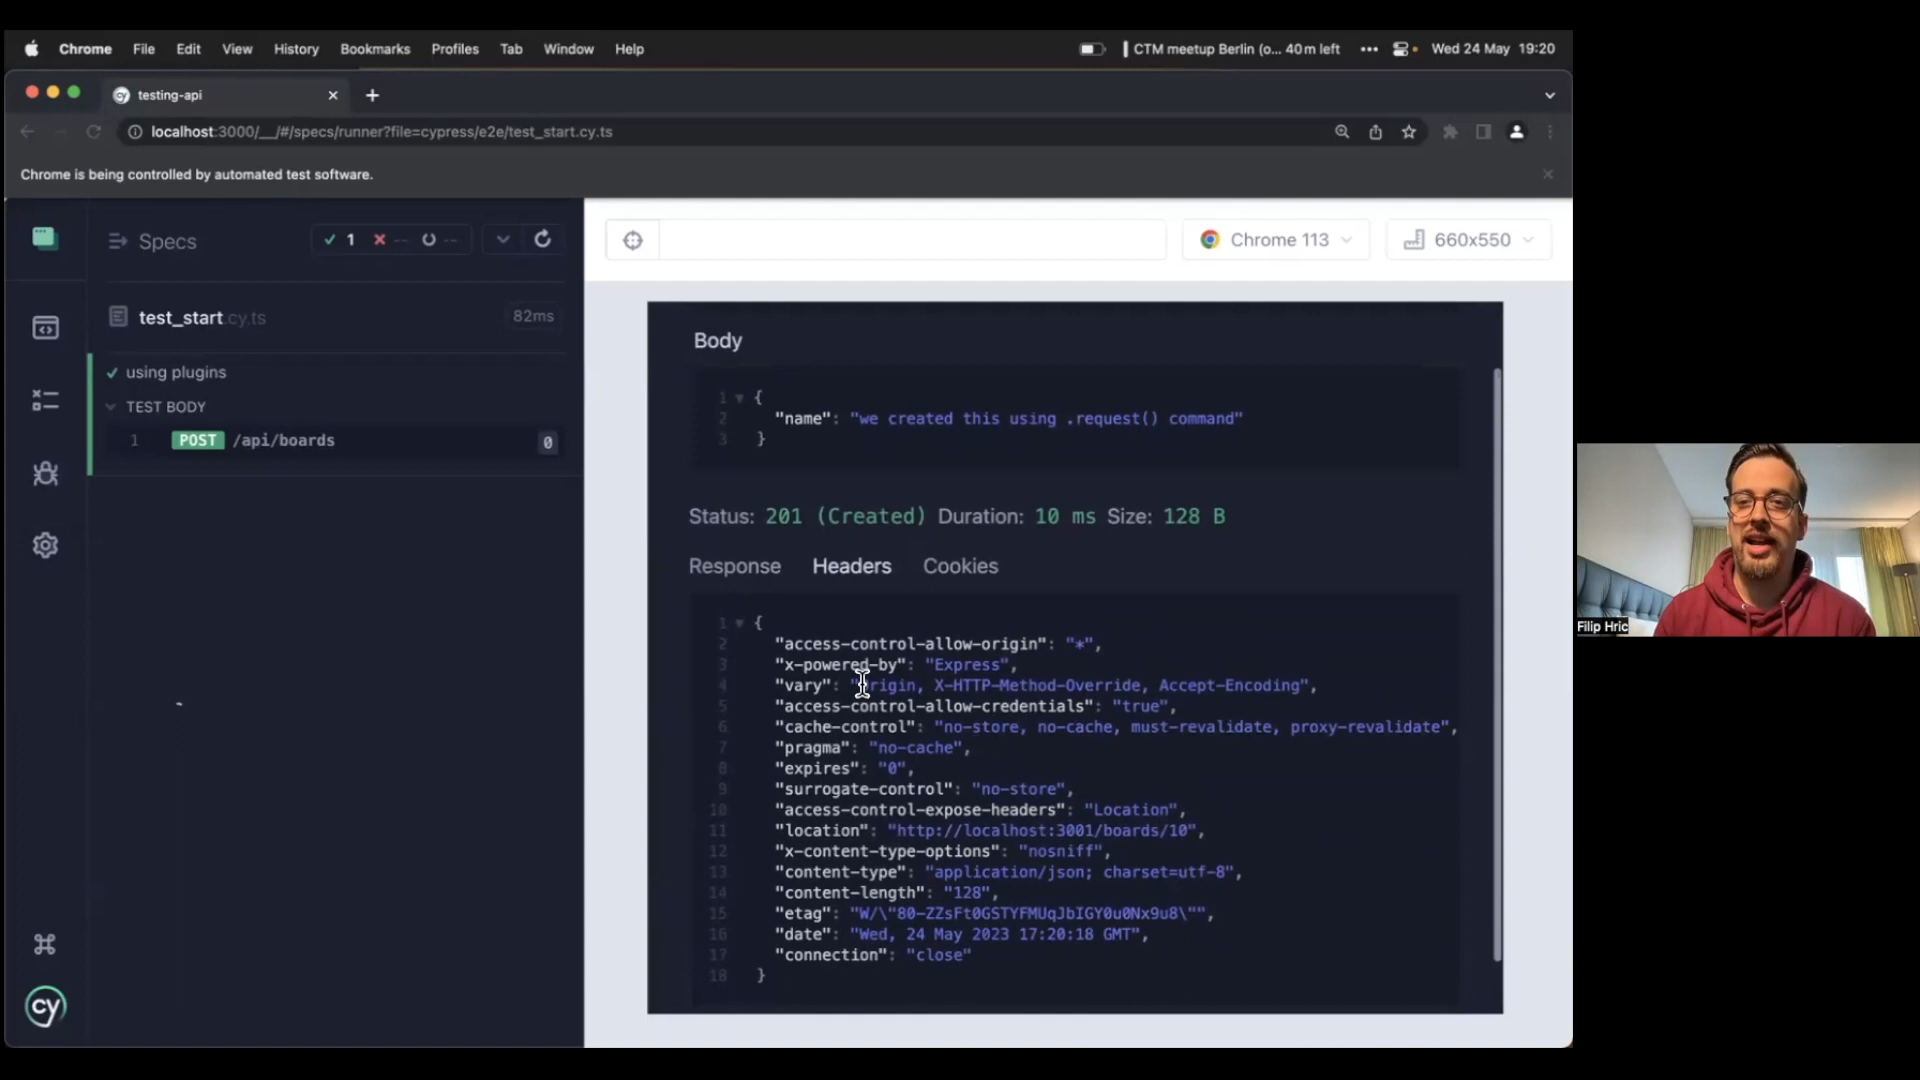 Chrome File Edit View History Bookmarks Profiles Tab Window Help
CTM meetup Berlin (o... 40 m left ••• Wed 24 May 19:20
testing-api
localhost:3000/__/#/specs/runner?file=cypress/e2e/test_start.cy.ts
Chrome is being controlled by automated test software.
Specs
1 -- --
Chrome 113
660x550
test_start.cy.ts 82ms
using plugins
TEST BODY
1 POST /api/boards 0
cy
Body
1 {
2 "name": "we created this using .request() command"
3 }
Status: 201 (Created) Duration: 10 ms Size: 128 B
Response Headers Cookies
1 {
2 "access-control-allow-origin": "*",
3 "x-powered-by": "Express",
4 "vary": "Origin, X-HTTP-Method-Override, Accept-Encoding",
5 "access-control-allow-credentials": "true",
6 "cache-control": "no-store, no-cache, must-revalidate, proxy-revalidate",
7 "pragma": "no-cache",
8 "expires": "0",
9 "surrogate-control": "no-store",
10 "access-control-expose-headers": "Location",
11 "location": "http://localhost:3001/boards/10",
12 "x-content-type-options": "nosniff",
13 "content-type": "application/json; charset=utf-8",
14 "content-length": "128",
15 "etag": "W/\"80-ZZsFt0GSTYFMUqJbIGY0u0Nx9u8\"",
16 "date": "Wed, 24 May 2023 17:20:18 GMT",
17 "connection": "close"
18 }
Filip Hric